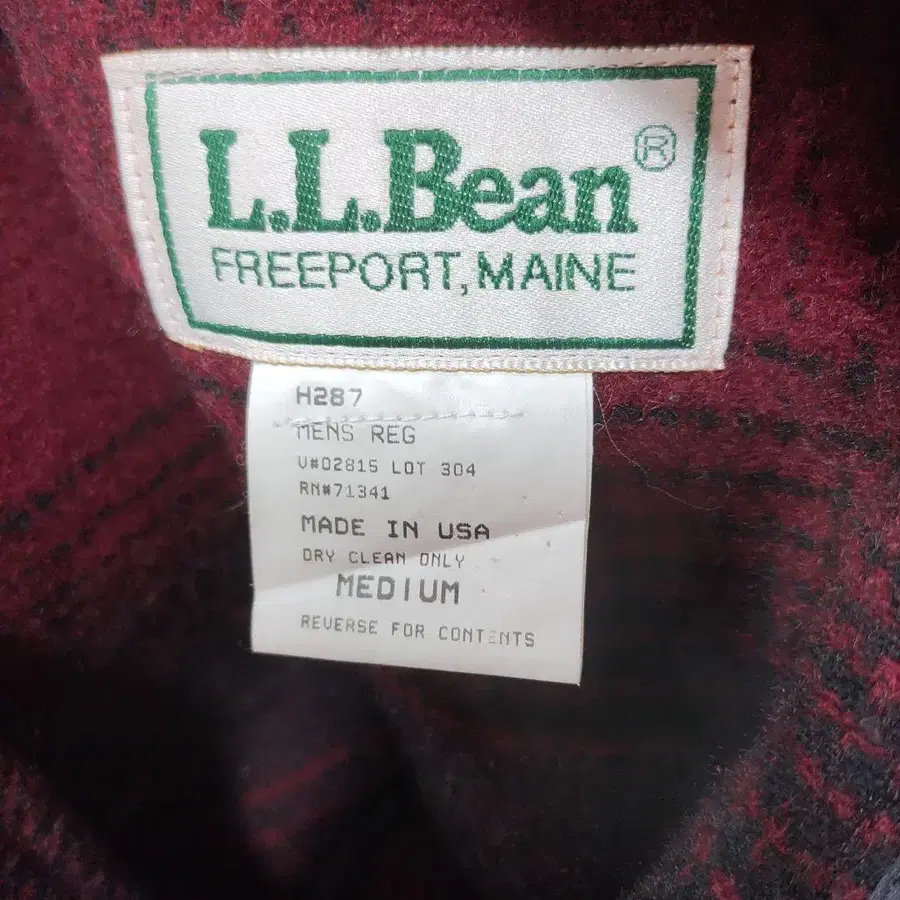 L.L.Bean®
FREEPORT, MAINE
H287
MENS REG
V#02815 LOT 304
RN#71341
MADE IN USA
DRY CLEAN ONLY
MEDIUM
REVERSE FOR CONTENTS